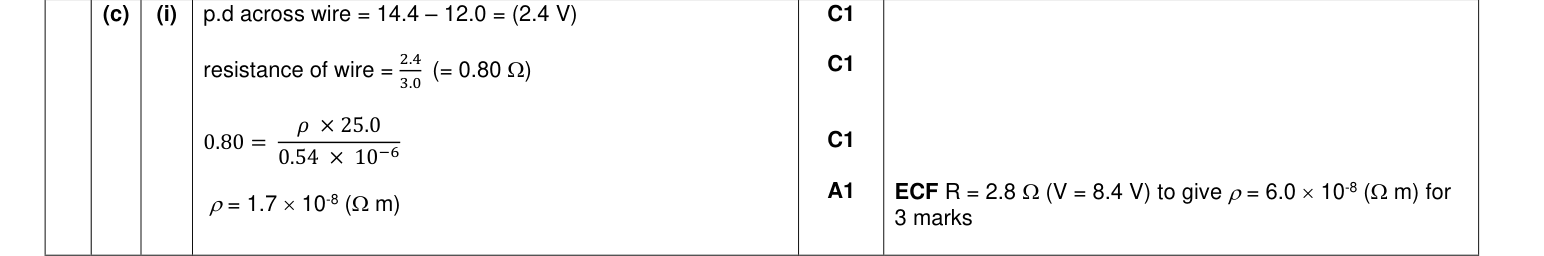 (c) (i) p.d across wire = 14.4 – 12.0 = (2.4 V) C1
resistance of wire = 2.4/3.0 (= 0.80 Ω) C1
0.80 = ρ × 25.0 / 0.54 × 10⁻⁶ C1
ρ = 1.7 × 10⁻⁸ (Ω m) A1 ECF R = 2.8 Ω (V = 8.4 V) to give ρ = 6.0 × 10⁻⁸ (Ω m) for
3 marks